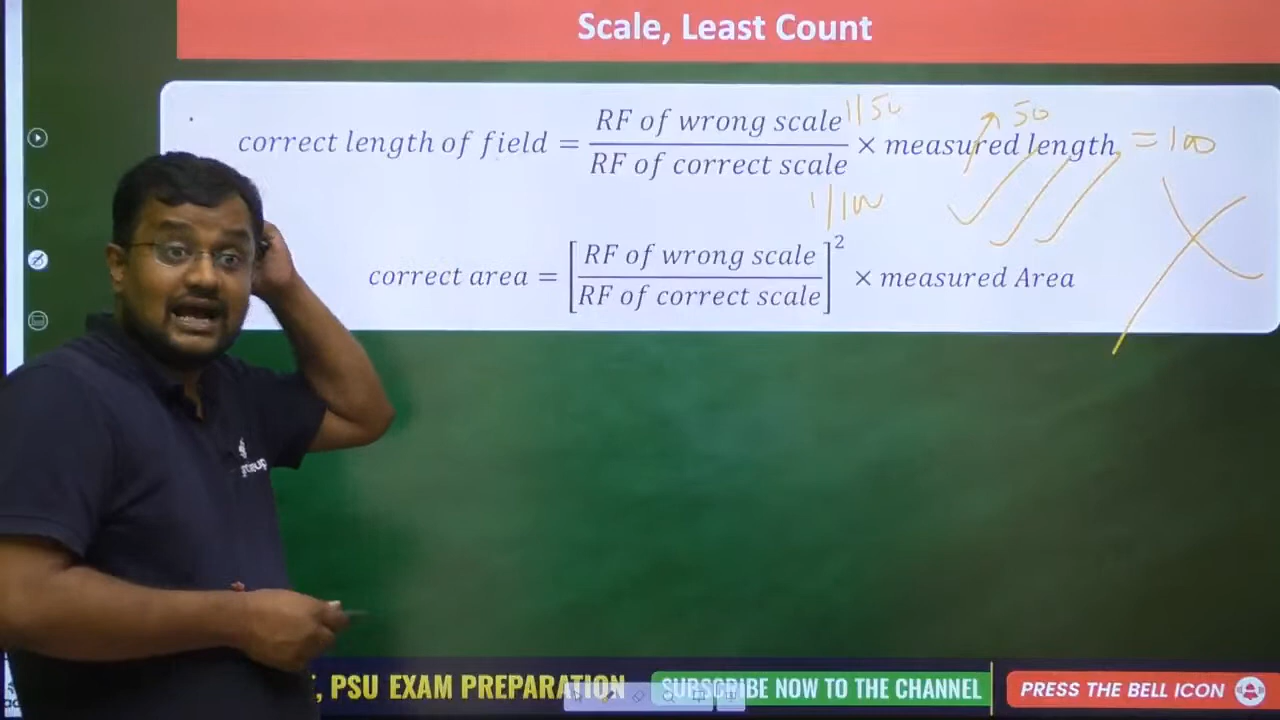 Scale, Least Count
correct length of field = RF of wrong scale / RF of correct scale × measured length = 100
1/50
50
1/100
correct area = [RF of wrong scale / RF of correct scale]² × measured Area
, PSU EXAM PREPARATION
SUBSCRIBE NOW TO THE CHANNEL
PRESS THE BELL ICON